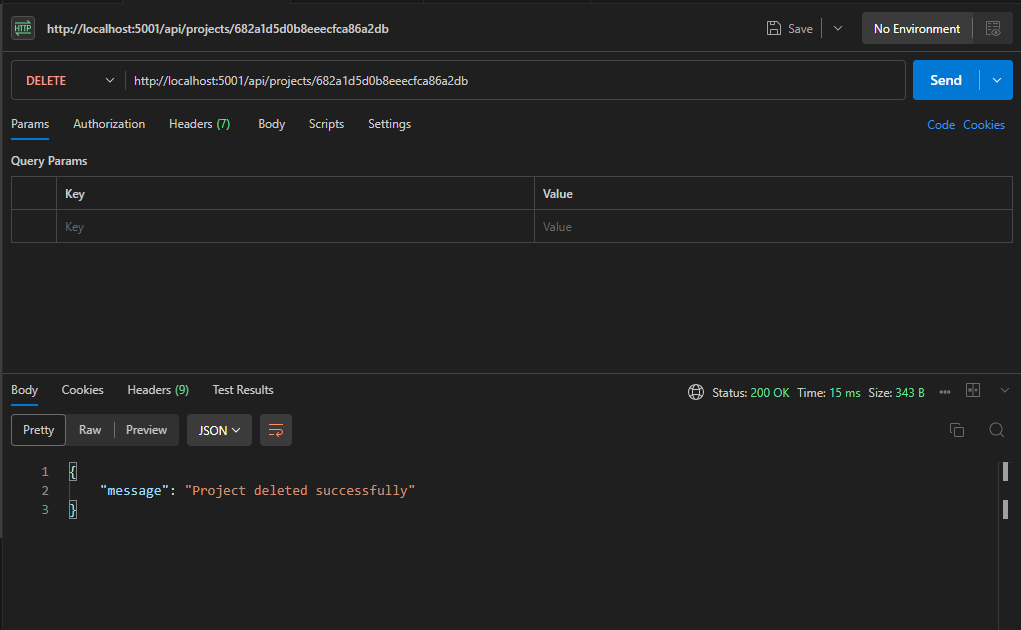 HTTP http://localhost:5001/api/projects/682a1d5d0b8eeecfca86a2db Save No Environment
DELETE http://localhost:5001/api/projects/682a1d5d0b8eeecfca86a2db Send
Params Authorization Headers (7) Body Scripts Settings Code Cookies
Query Params
Key Value
Key Value
Body Cookies Headers (9) Test Results Status: 200 OK Time: 15 ms Size: 343 B
Pretty Raw Preview JSON
1 {
2 "message": "Project deleted successfully"
3 }